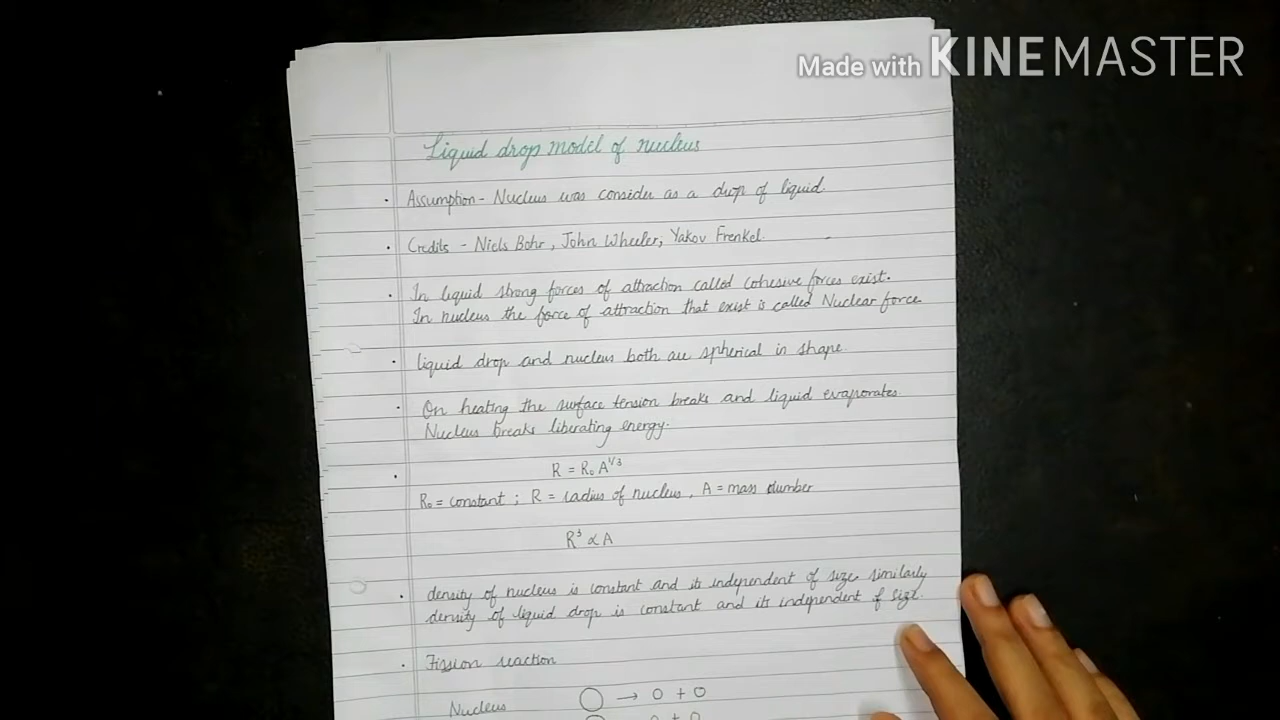 Made with KINEMASTER
Liquid drop model of nucleus
Assumption - Nucleus was consider as a drop of liquid.
Credits - Niels Bohr, John Wheeler, Yakov Frenkel.
In liquid strong forces of attraction called cohesive forces exist.
In nucleus the force of attraction that exist is called Nuclear force
liquid drop and nucleus both are spherical in shape.
On heating the surface tension breaks and liquid evaporates.
Nucleus breaks liberating energy.
R = R₀ A^1/3
R₀ = constant ; R = radius of nucleus, A = mass number
R³ ∝ A
density of nucleus is constant and its independent of size similarly
density of liquid drop is constant and its independent of size.
Fission reaction
Nucleus O → O + O